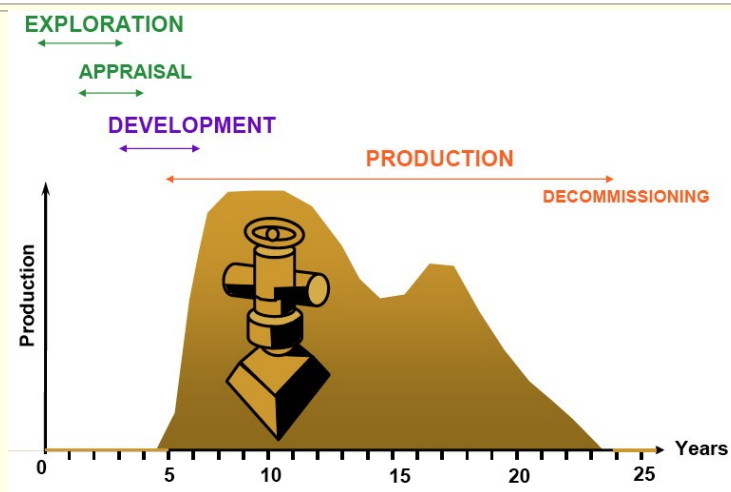 EXPLORATION
APPRAISAL
DEVELOPMENT
PRODUCTION
DECOMMISSIONING
Production
Years
0 5 10 15 20 25